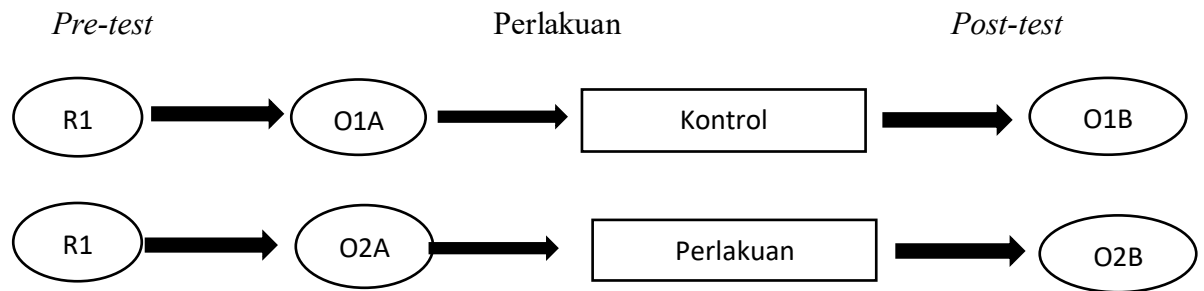 Pre-test Perlakuan Post-test
R1 O1A Kontrol O1B
R1 O2A Perlakuan O2B